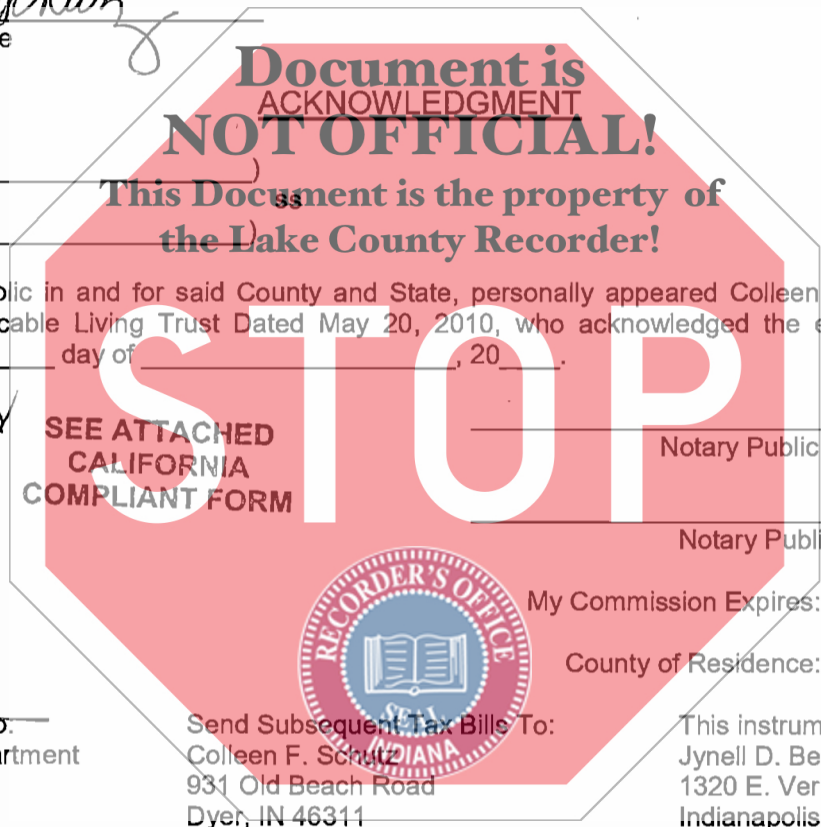 e
Document is
ACKNOWLEDGMENT
NOT OFFICIAL!
)
This Document is the property of
ss
the Lake County Recorder!
)
lic in and for said County and State, personally appeared Colleen
cable Living Trust Dated May 20, 2010, who acknowledged the e
day of , 20 .
STOP
SEE ATTACHED
CALIFORNIA
COMPLIANT FORM
Notary Public
Notary Publi
My Commission Expires:
County of Residence:
RECORDER'S OFFICE
SEAL
INDIANA
o:
rtment
Send Subsequent Tax Bills To:
Colleen F. Schutz
931 Old Beach Road
Dyer, IN 46311
This instrum
Jynell D. Be
1320 E. Ver
Indianapolis